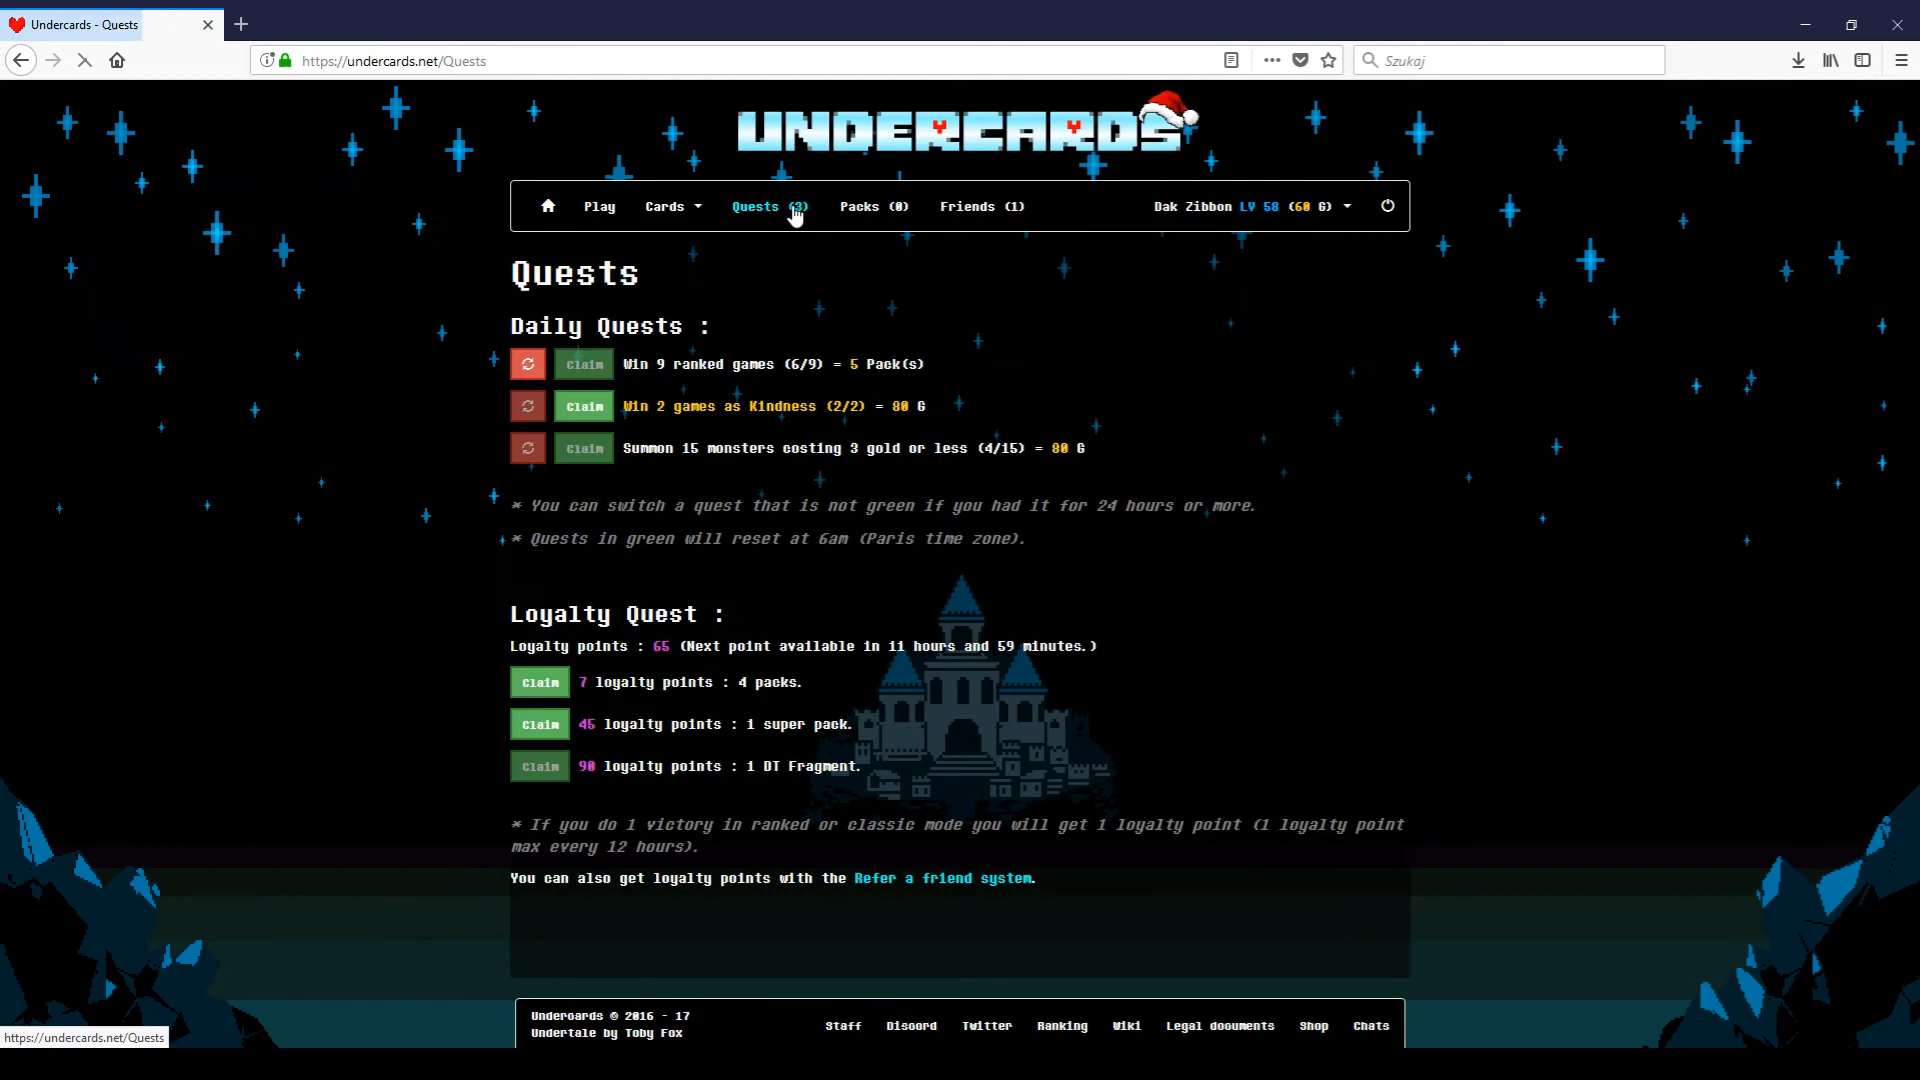 Undercards - Quests
https://undercards.net/Quests
Szukaj
UNDERCARDS
Play Cards Quests (3) Packs (0) Friends (1) Dak Zibbon LV 58 (60 G)
Quests
Daily Quests :
Claim Win 9 ranked games (6/9) = 5 Pack(s)
Claim Win 2 games as Kindness (2/2) = 80 G
Claim Summon 15 monsters costing 3 gold or less (4/15) = 80 G
* You can switch a quest that is not green if you had it for 24 hours or more.
* Quests in green will reset at 6am (Paris time zone).
Loyalty Quest :
Loyalty points : 65 (Next point available in 11 hours and 59 minutes.)
Claim 7 loyalty points : 4 packs.
Claim 45 loyalty points : 1 super pack.
Claim 90 loyalty points : 1 DT Fragment.
* If you do 1 victory in ranked or classic mode you will get 1 loyalty point (1 loyalty point
max every 12 hours).
You can also get loyalty points with the Refer a friend system.
Undercards © 2016 - 17
Undertale by Toby Fox
Staff Discord Twitter Ranking Wiki Legal documents Shop Chats
https://undercards.net/Quests